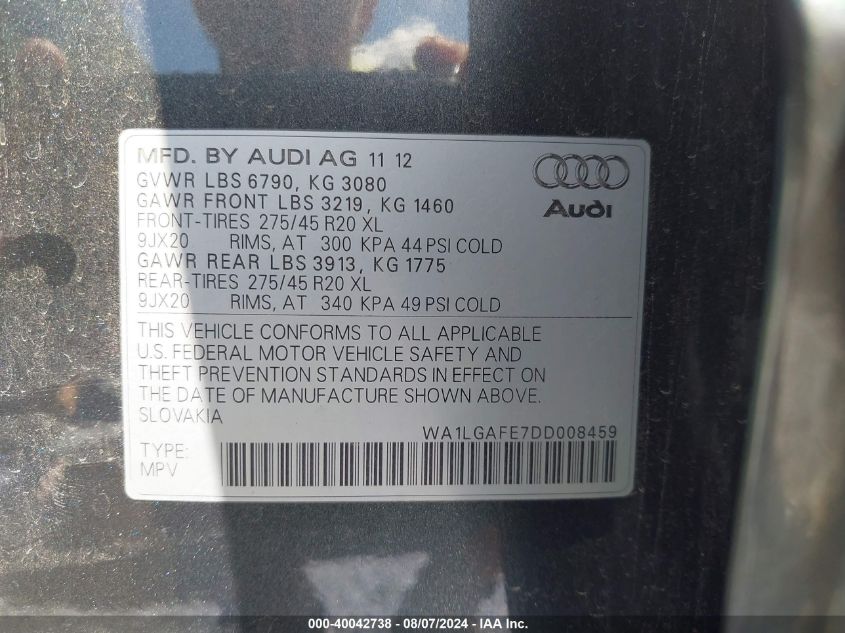 MFD. BY AUDI AG 11 12
GVWR LBS 6790, KG 3080
GAWR FRONT LBS 3219, KG 1460
FRONT-TIRES 275/45 R20 XL
9JX20 RIMS, AT 300 KPA 44 PSI COLD
GAWR REAR LBS 3913, KG 1775
REAR-TIRES 275/45 R20 XL
9JX20 RIMS, AT 340 KPA 49 PSI COLD
Audi
THIS VEHICLE CONFORMS TO ALL APPLICABLE
U.S. FEDERAL MOTOR VEHICLE SAFETY AND
THEFT PREVENTION STANDARDS IN EFFECT ON
THE DATE OF MANUFACTURE SHOWN ABOVE.
SLOVAKIA
WA1LGAFE7DD008459
TYPE:
MPV
000-40042738 - 08/07/2024 - IAA Inc.